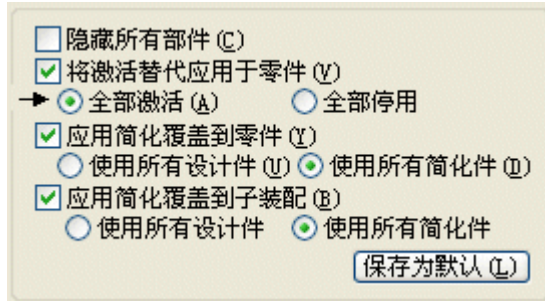 隐藏所有部件(C)
将激活替代应用于零件(V)
全部激活(A) 全部停用
应用简化覆盖到零件(Y)
使用所有设计件(U) 使用所有简化件(D)
应用简化覆盖到子装配(B)
使用所有设计件 使用所有简化件
保存为默认(L)